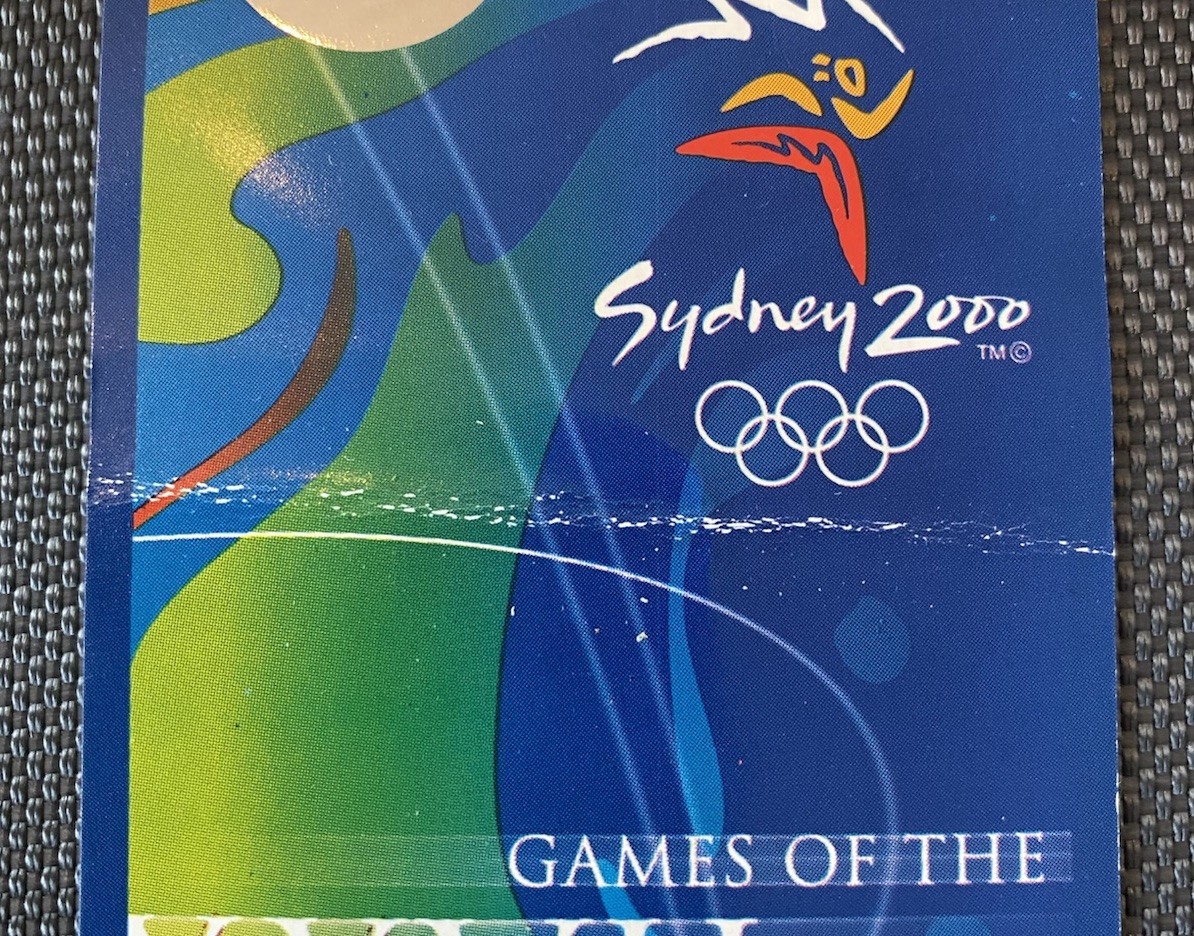 Sydney 2000
TM©
GAMES OF THE